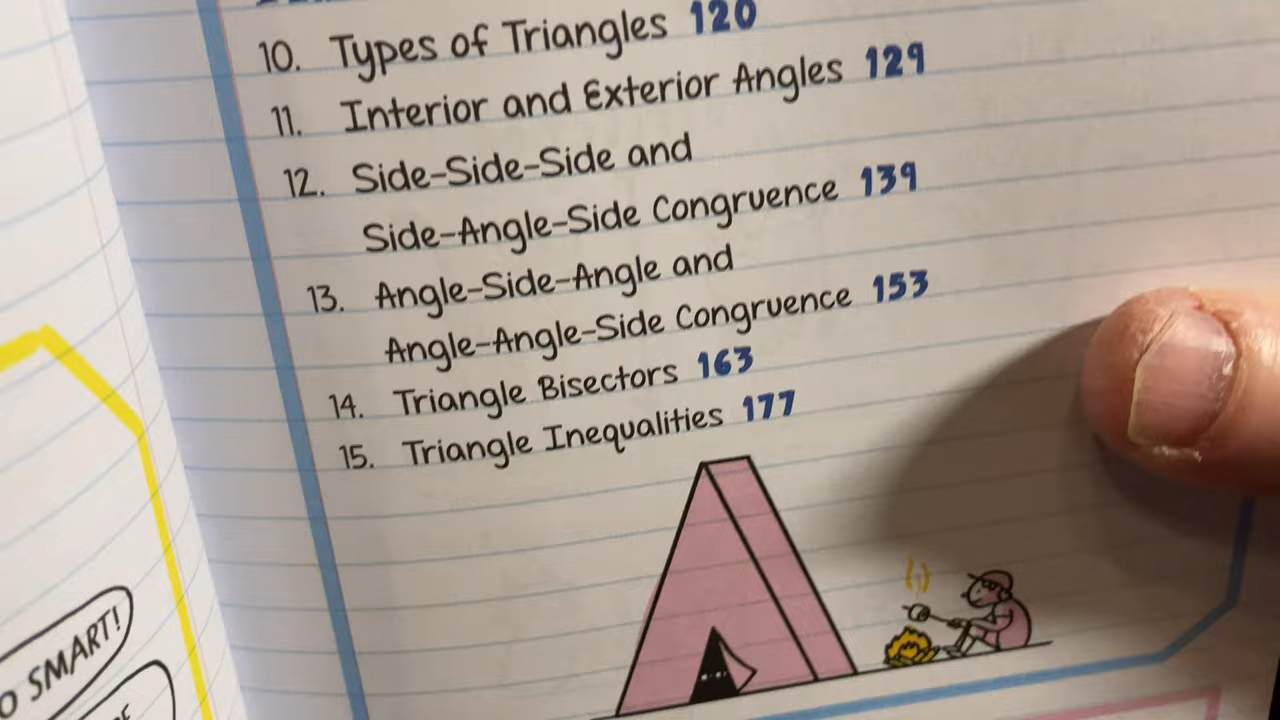 10. Types of Triangles 120
11. Interior and Exterior Angles 129
12. Side-Side-Side and
Side-Angle-Side Congruence 139
13. Angle-Side-Angle and
Angle-Angle-Side Congruence 153
14. Triangle Bisectors 163
15. Triangle Inequalities 177
SMART!